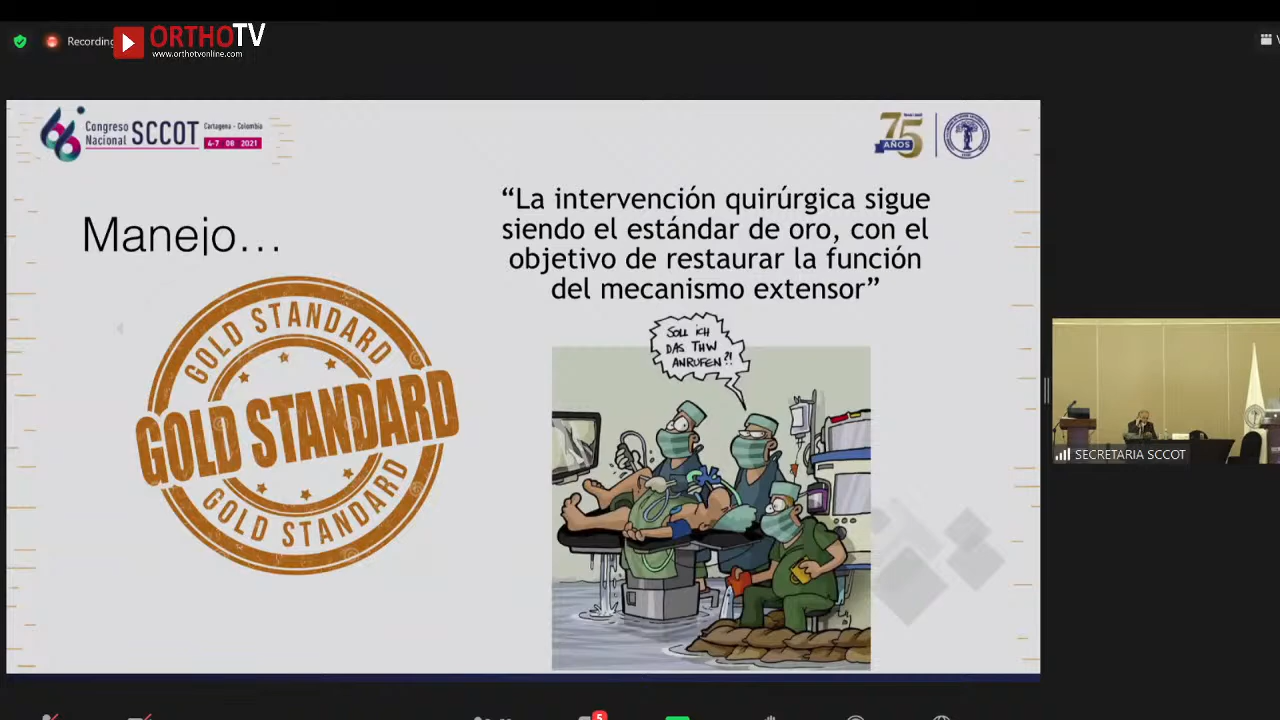 Recording
ORTHOTV
www.orthotvonline.com
Congreso
Nacional SCCOT
Cartagena - Colombia
4-7 08 2021
75
AÑOS
Manejo...
“La intervención quirúrgica sigue
siendo el estándar de oro, con el
objetivo de restaurar la función
del mecanismo extensor”
GOLD STANDARD
GOLD STANDARD
GOLD STANDARD
SOLL ICH
DAS THW
ANRUFEN?!
SECRETARIA SCCOT
5